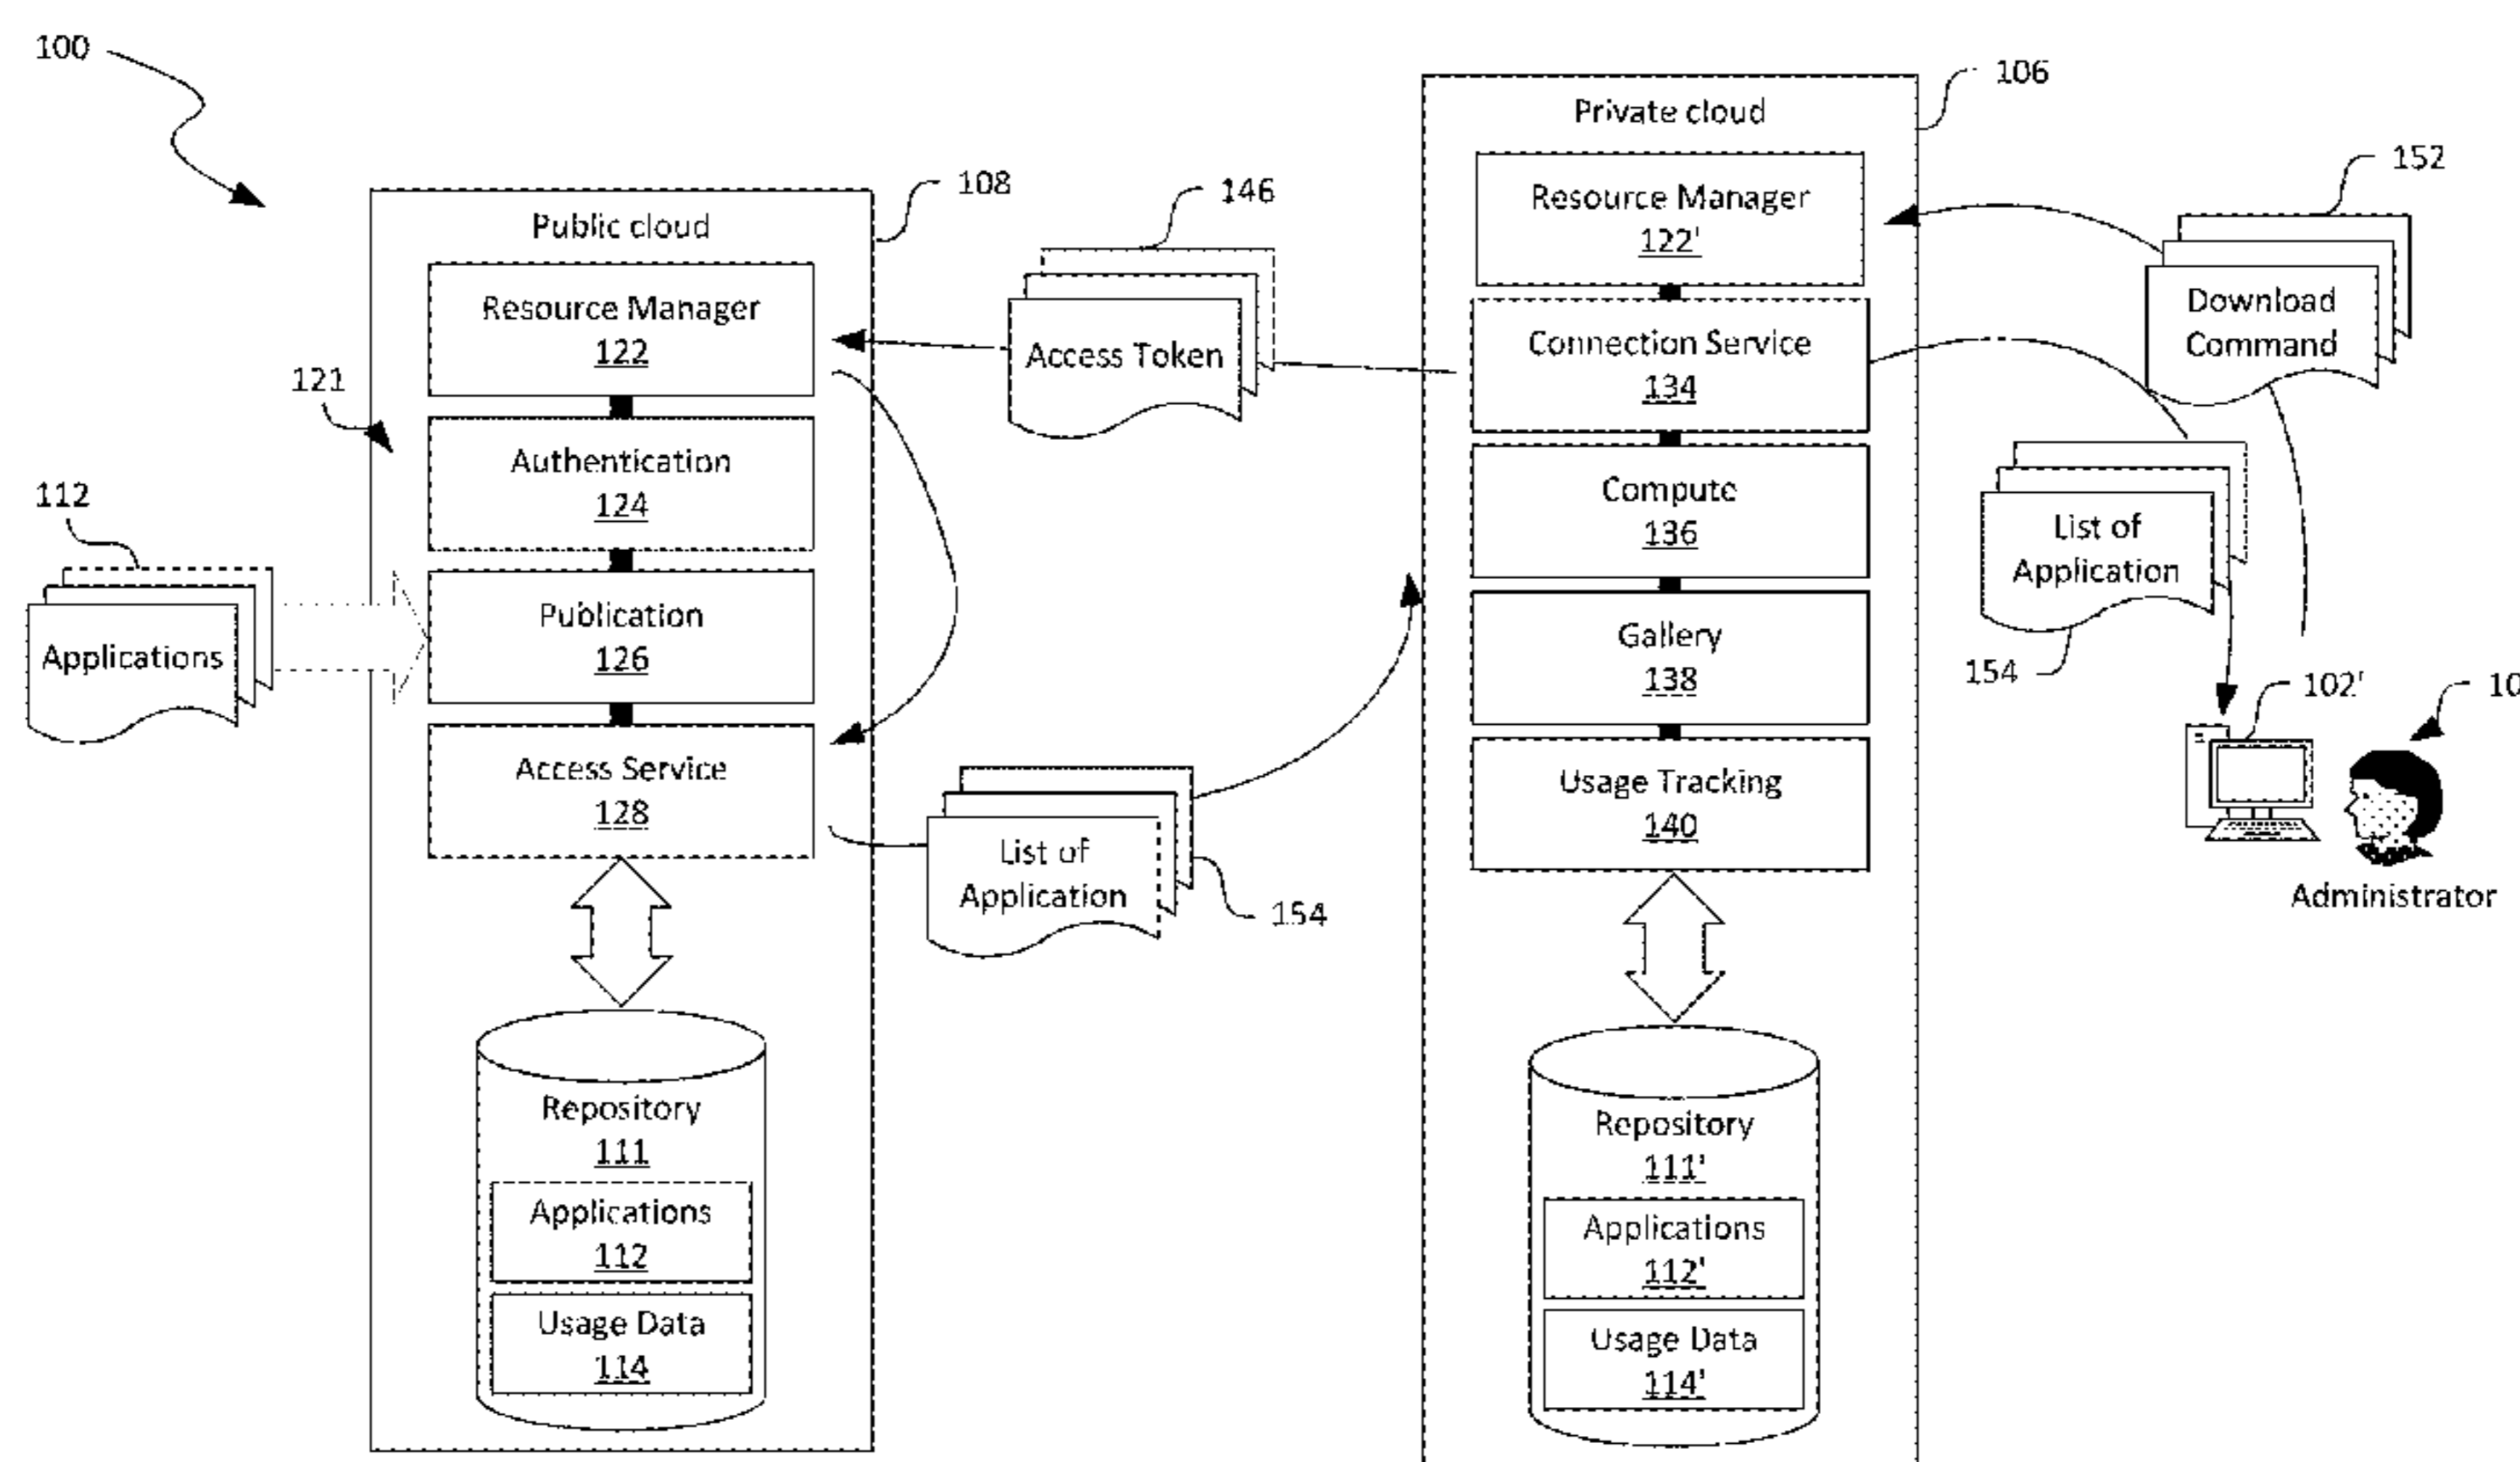 100
106
Private cloud
152
Resource Manager
122'
108
Public cloud
146
Resource Manager
122
Access Token
Connection Service
134
Download
Command
121
Authentication
124
Compute
136
112
List of
Application
Applications
Publication
126
Gallery
138
154
102'
10
Access Service
128
Usage Tracking
140
List of
Application
154
Administrator
Repository
111
Repository
111'
Applications
112
Applications
112'
Usage Data
114
Usage Data
114'